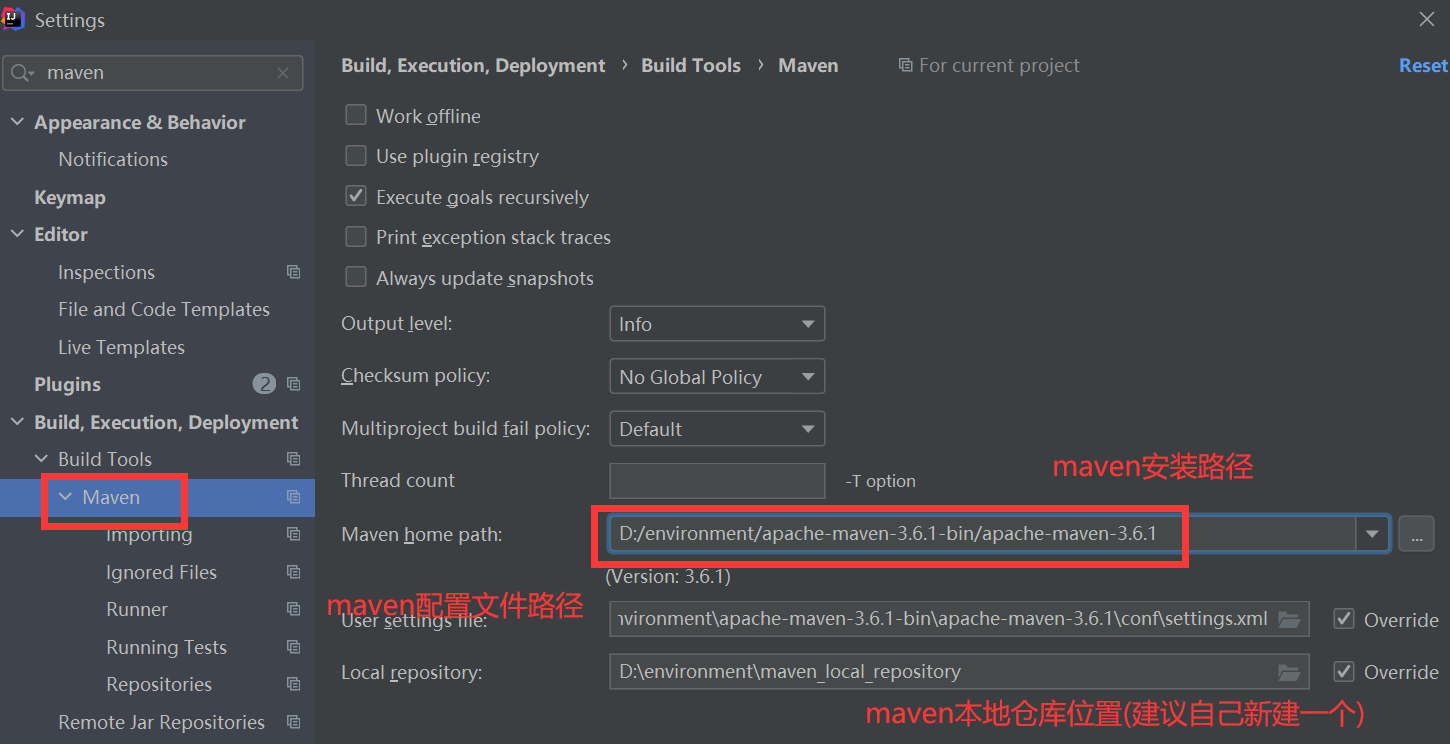 Settings
maven
Build, Execution, Deployment › Build Tools › Maven For current project Reset
Appearance & Behavior
Notifications
Keymap
Editor
Inspections
File and Code Templates
Live Templates
Plugins 2
Build, Execution, Deployment
Build Tools
Maven
Importing
Ignored Files
Runner
Running Tests
Repositories
Remote Jar Repositories
Work offline
Use plugin registry
Execute goals recursively
Print exception stack traces
Always update snapshots
Output level: Info
Checksum policy: No Global Policy
Multiproject build fail policy: Default
Thread count -T option
maven安装路径
Maven home path: D:/environment/apache-maven-3.6.1-bin/apache-maven-3.6.1 ...
(Version: 3.6.1)
maven配置文件路径
User settings file: nvironment\apache-maven-3.6.1-bin\apache-maven-3.6.1\conf\settings.xml Override
Local repository: D:\environment\maven_local_repository Override
maven本地仓库位置(建议自己新建一个)